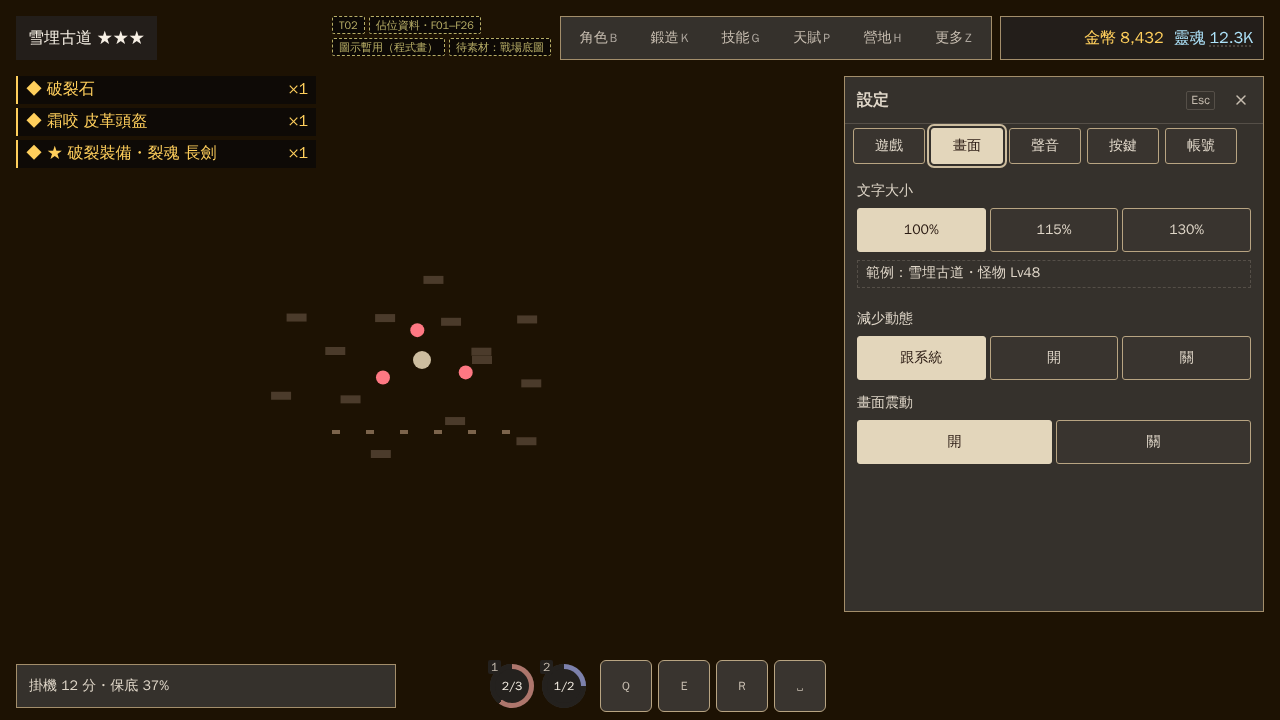 雪埋古道 ★★★
T02 佔位資料・F01–F26
圖示暫用（程式畫） 待素材：戰場底圖
角色B 鍛造K 技能G 天賦P 營地H 更多Z
金幣 8,432 靈魂 12.3K
◆ 破裂石 ×1
◆ 霜咬 皮革頭盔 ×1
◆ ★ 破裂裝備・裂魂 長劍 ×1
設定 Esc ×
遊戲 畫面 聲音 按鍵 帳號
文字大小
100% 115% 130%
範例：雪埋古道・怪物 Lv48
減少動態
跟系統 開 關
畫面震動
開 關
掛機 12 分・保底 37%
1 2/3 2 1/2 Q E R ⎵